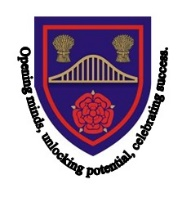 Opening minds, unlocking potential, celebrating success.